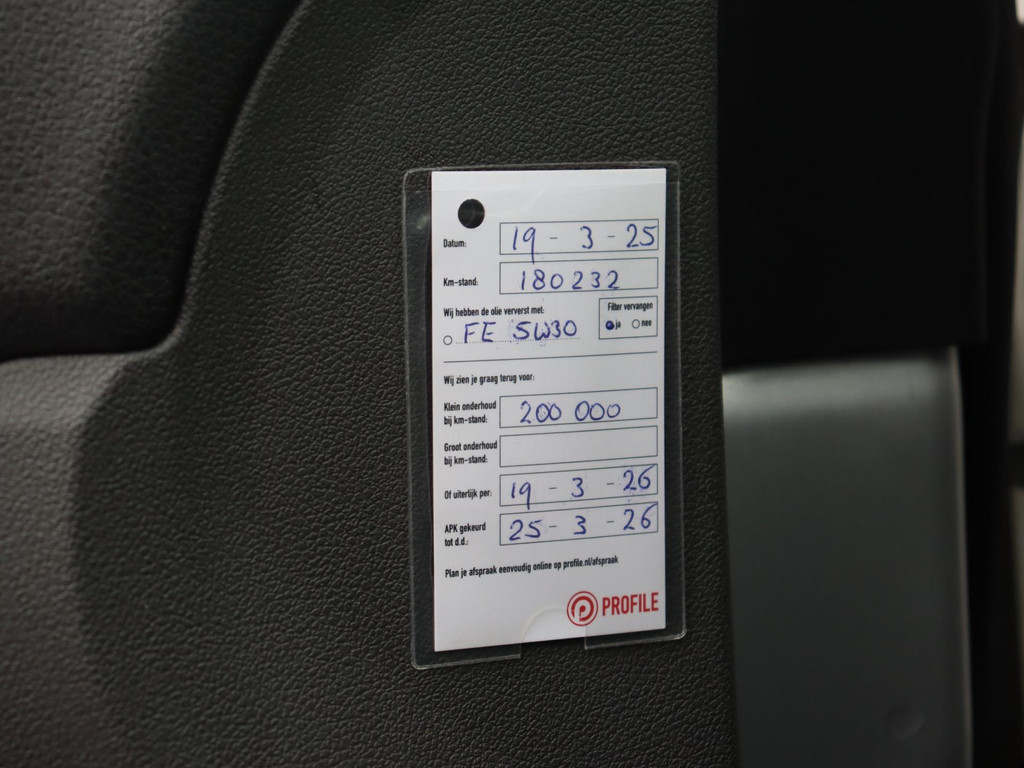 Datum: 19 - 3 - 25
Km-stand: 180232
Wij hebben de olie ververst met: Filter vervangen
FE 5W30 ja nee
Wij zien je graag terug voor:
Klein onderhoud
bij km-stand: 200 000
Groot onderhoud
bij km-stand:
Of uiterlijk per: 19 - 3 - 26
APK gekeurd
tot d.d.: 25 - 3 - 26
Plan je afspraak eenvoudig online op profile.nl/afspraak
PROFILE